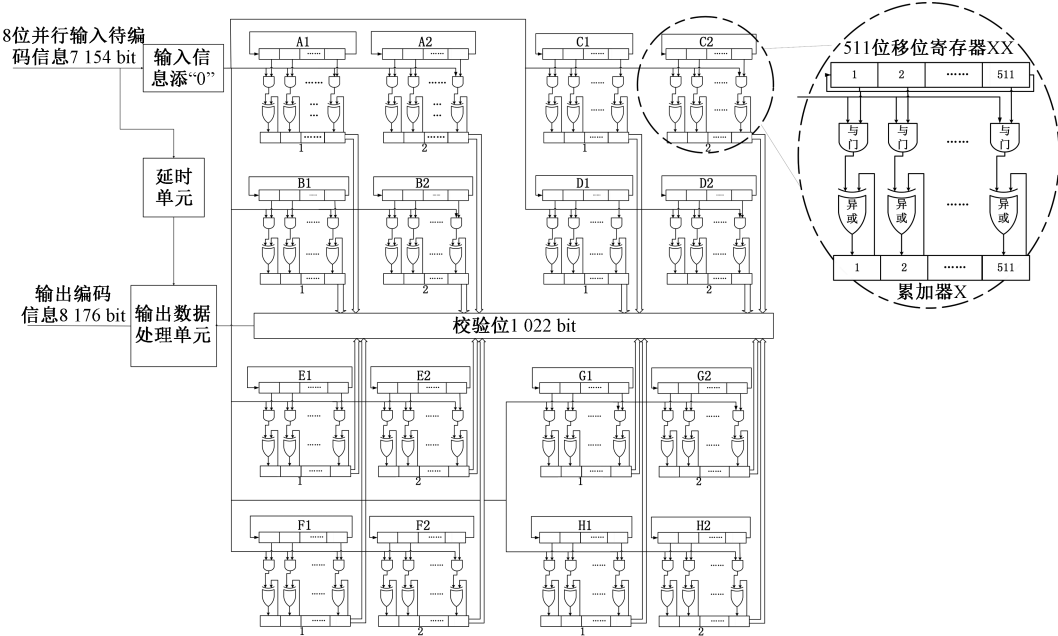 8位并行输入待编
码信息7 154 bit
输入信
息添“0”
延时
单元
输出编码
信息8 176 bit
输出数据
处理单元
校验位1 022 bit
A1
……
……
…
…
……
1
A2
……
……
…
…
……
2
C1
……
……
……
……
1
C2
……
……
……
……
2
B1
……
……
……
……
1
B2
……
……
……
……
2
D1
……
……
……
……
1
D2
……
……
……
……
2
E1
……
……
……
……
1
E2
……
……
……
……
2
G1
……
……
……
……
1
G2
……
……
……
……
2
F1
……
……
……
……
1
F2
……
……
……
……
2
H1
……
……
……
……
1
H2
……
……
……
……
2
511位移位寄存器XX
1 2 …… 511
与门 与门 …… 与门
异或 异或 …… 异或
1 2 …… 511
累加器X